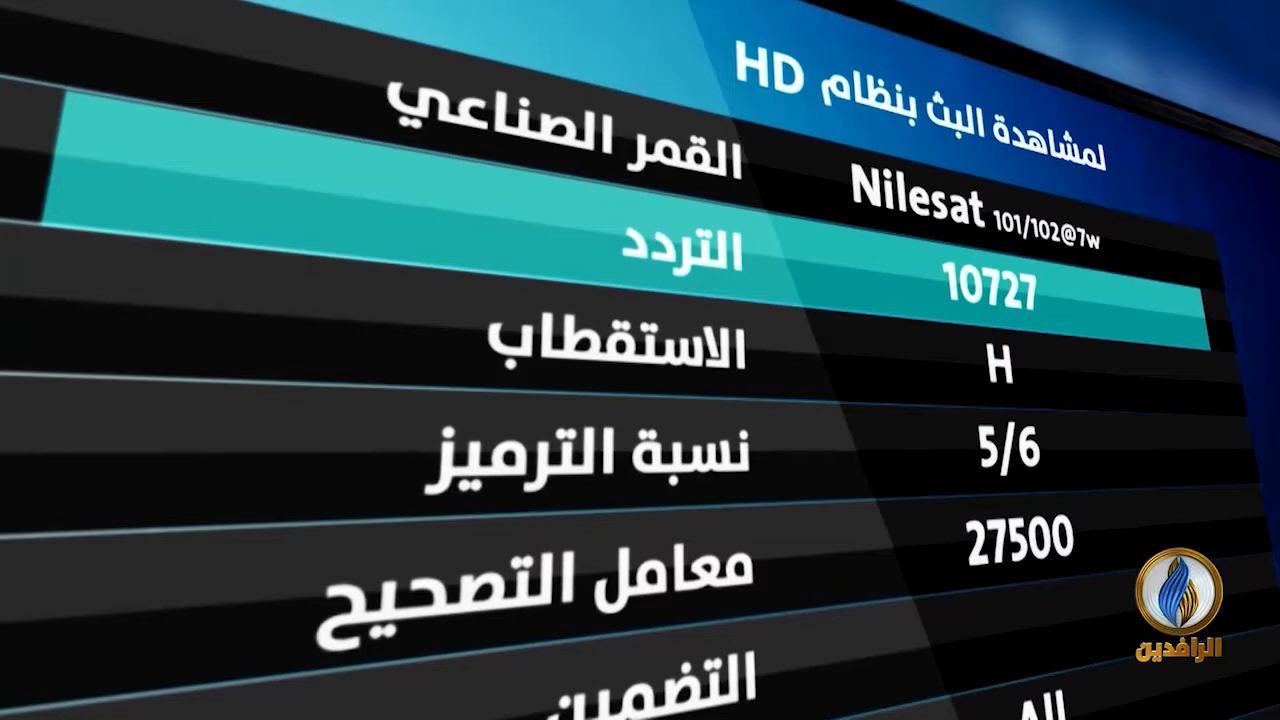 لمشاهدة البث بنظام HD
القمر الصناعي Nilesat 101/102@7w
التردد 10727
الاستقطاب H
نسبة الترميز 5/6
معامل التصحيح 27500
التضمين All
الرافدين